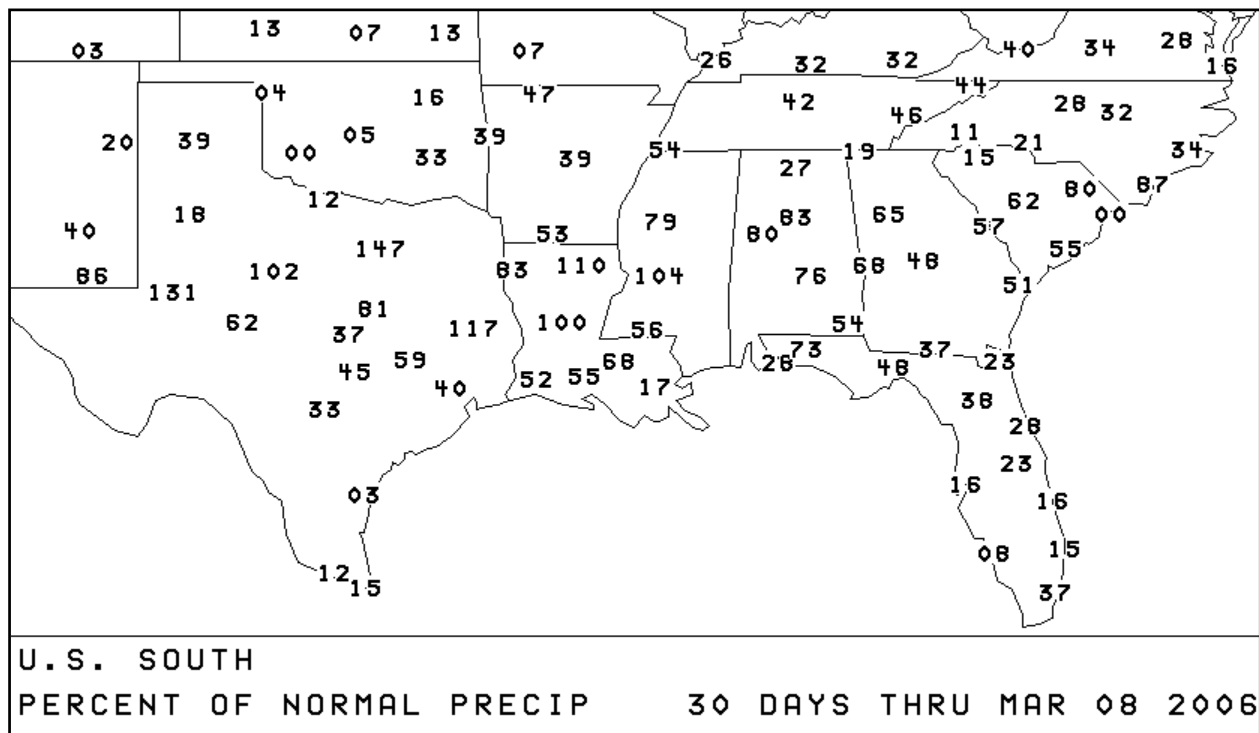 13 07 13
03 07 28
40 34
26 32 32 16
44
04 16 47 42 28 32
46
20 39 05 39 11 21
00 33 39 54 19 15 34
27
12 80 87
18 79 83 65 62 00
40 53 80 57
147 55
83 110 68 48
86 102 104 76 51
131
81
62 37 117 100 56 54
59 68 73 37 23
45 52 55 28 48
40 17
33 38
28
23
03 16 16
08 15
12 15 37
U.S. SOUTH
PERCENT OF NORMAL PRECIP 30 DAYS THRU MAR 08 2006